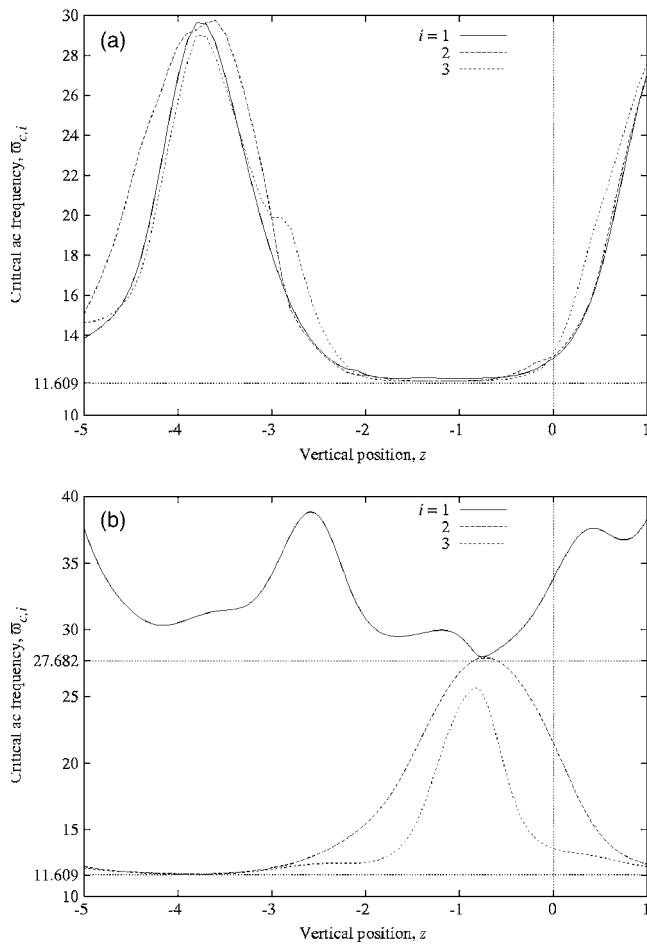 (a)
i = 1
2
3
30
28
26
24
22
20
18
16
14
11.609
10
Critical ac frequency, ϖ_{c,i}
-5 -4 -3 -2 -1 0 1
Vertical position, z
(b)
i = 1
2
3
40
35
30
27.682
25
20
15
11.609
10
Critical ac frequency, ϖ_{c,i}
-5 -4 -3 -2 -1 0 1
Vertical position, z